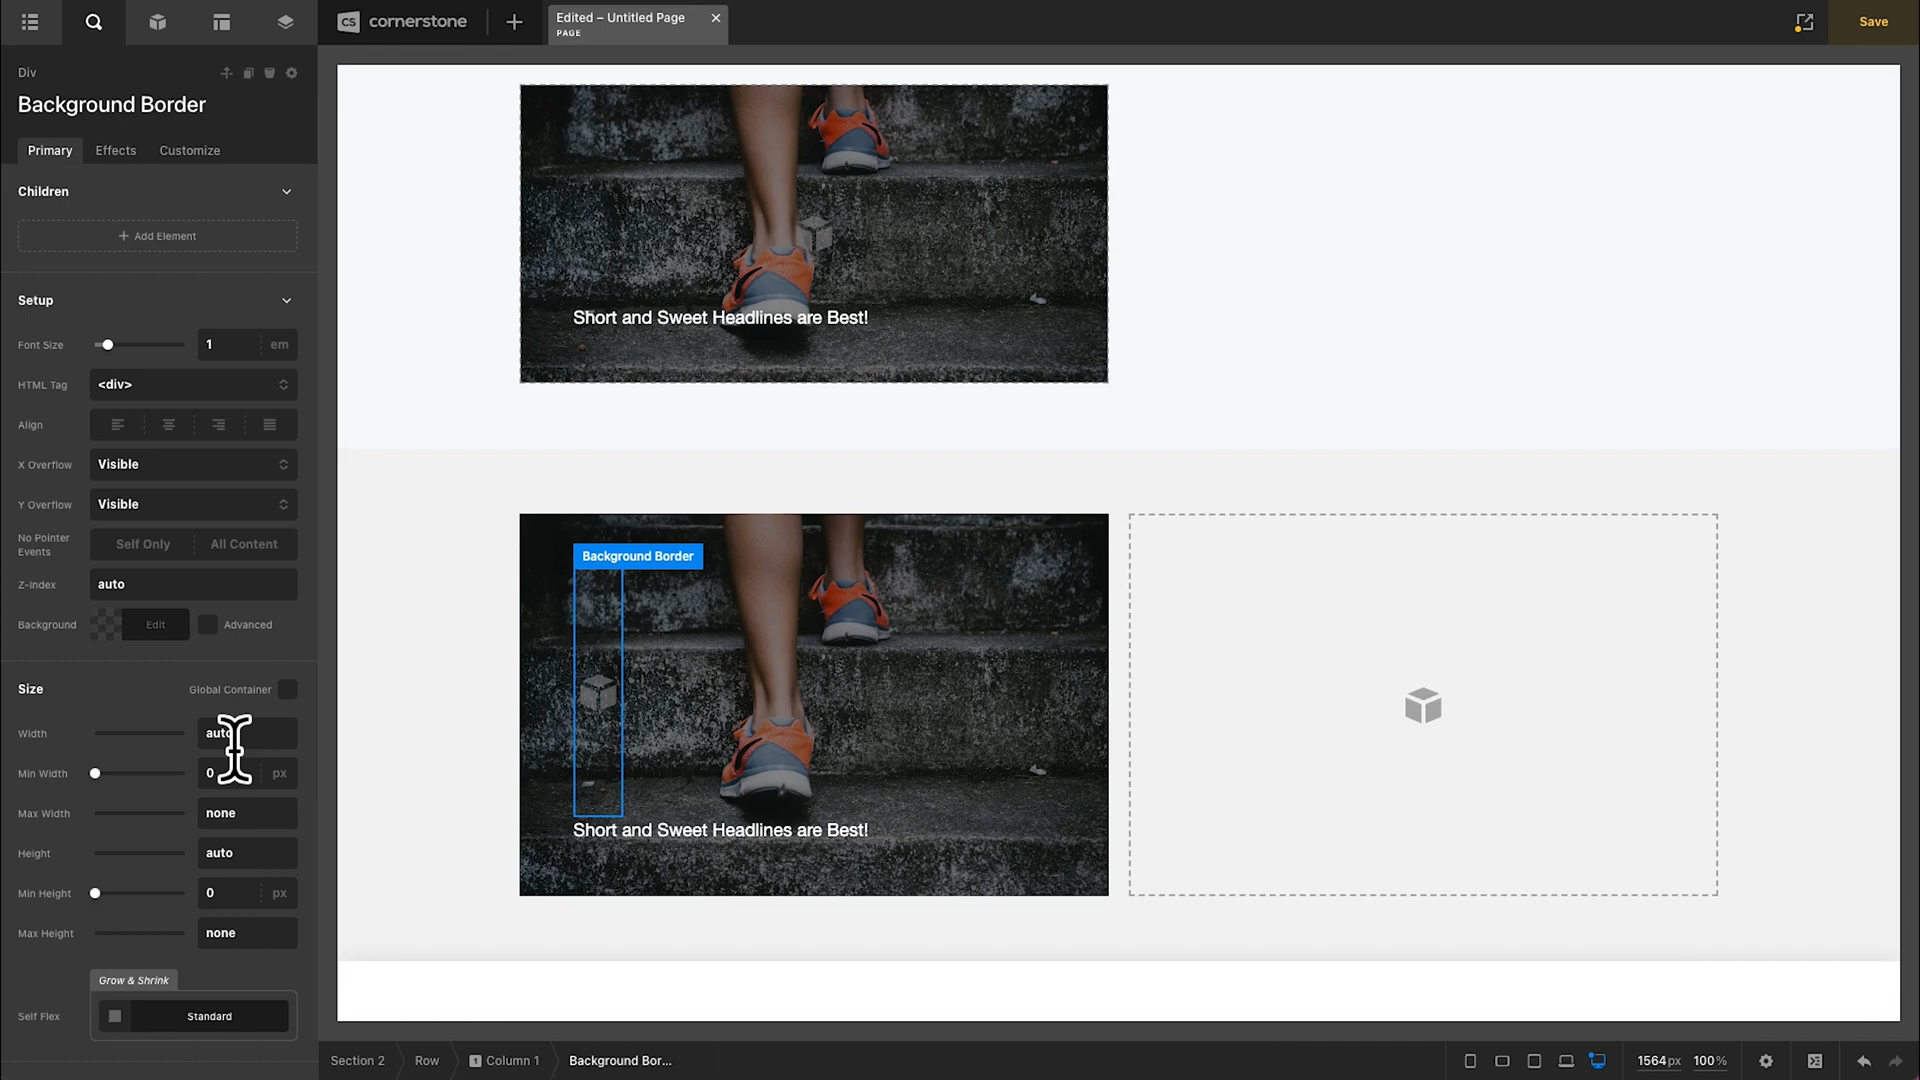 cornerstone
Edited – Untitled Page
PAGE
Save
Div
Background Border
Primary Effects Customize
Children
+ Add Element
Setup
Font Size 1 em
HTML Tag <div>
Align
X Overflow Visible
Y Overflow Visible
No Pointer
Events
Self Only All Content
Z-Index auto
Background Edit Advanced
Size Global Container
Width auto
Min Width 0 px
Max Width none
Height auto
Min Height 0 px
Max Height none
Grow & Shrink
Self Flex Standard
Short and Sweet Headlines are Best!
Background Border
Short and Sweet Headlines are Best!
Section 2 Row 1 Column 1 Background Bor...
1564px 100%